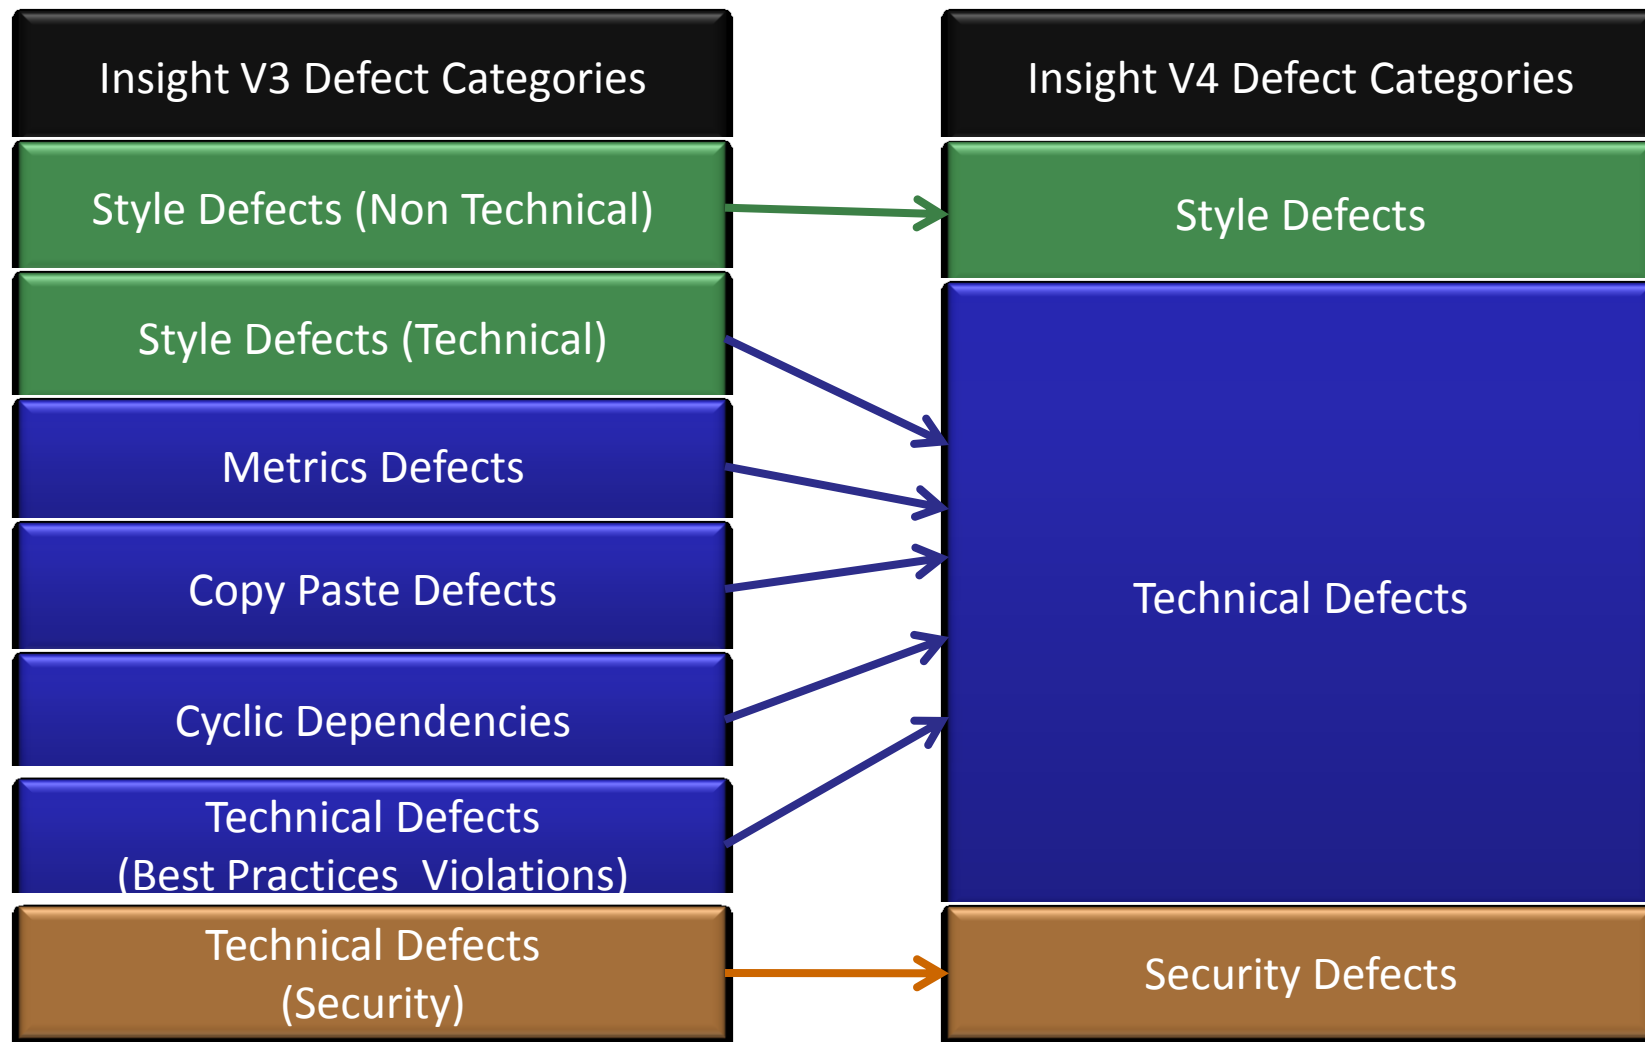 Insight V3 Defect Categories
Insight V4 Defect Categories
Style Defects (Non Technical)
Style Defects
Style Defects (Technical)
Metrics Defects
Copy Paste Defects
Technical Defects
Cyclic Dependencies
Technical Defects
(Best Practices  Violations)
Technical Defects
(Security)
Security Defects